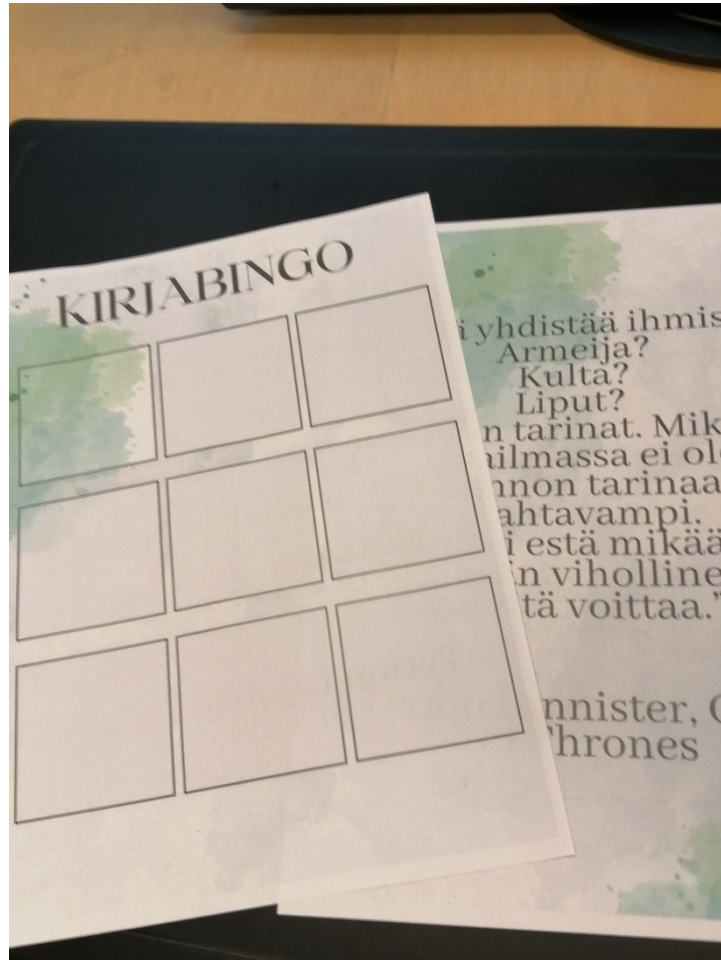 KIRJABINGO
yhdistää ihmis
Armeija?
Kulta?
Liput?
n tarinat. Mik
ilmassa ei ol
nnon tarinaa
ahtavampi.
i estä mikää
in viholline
tä voittaa."
nnister,
Thrones